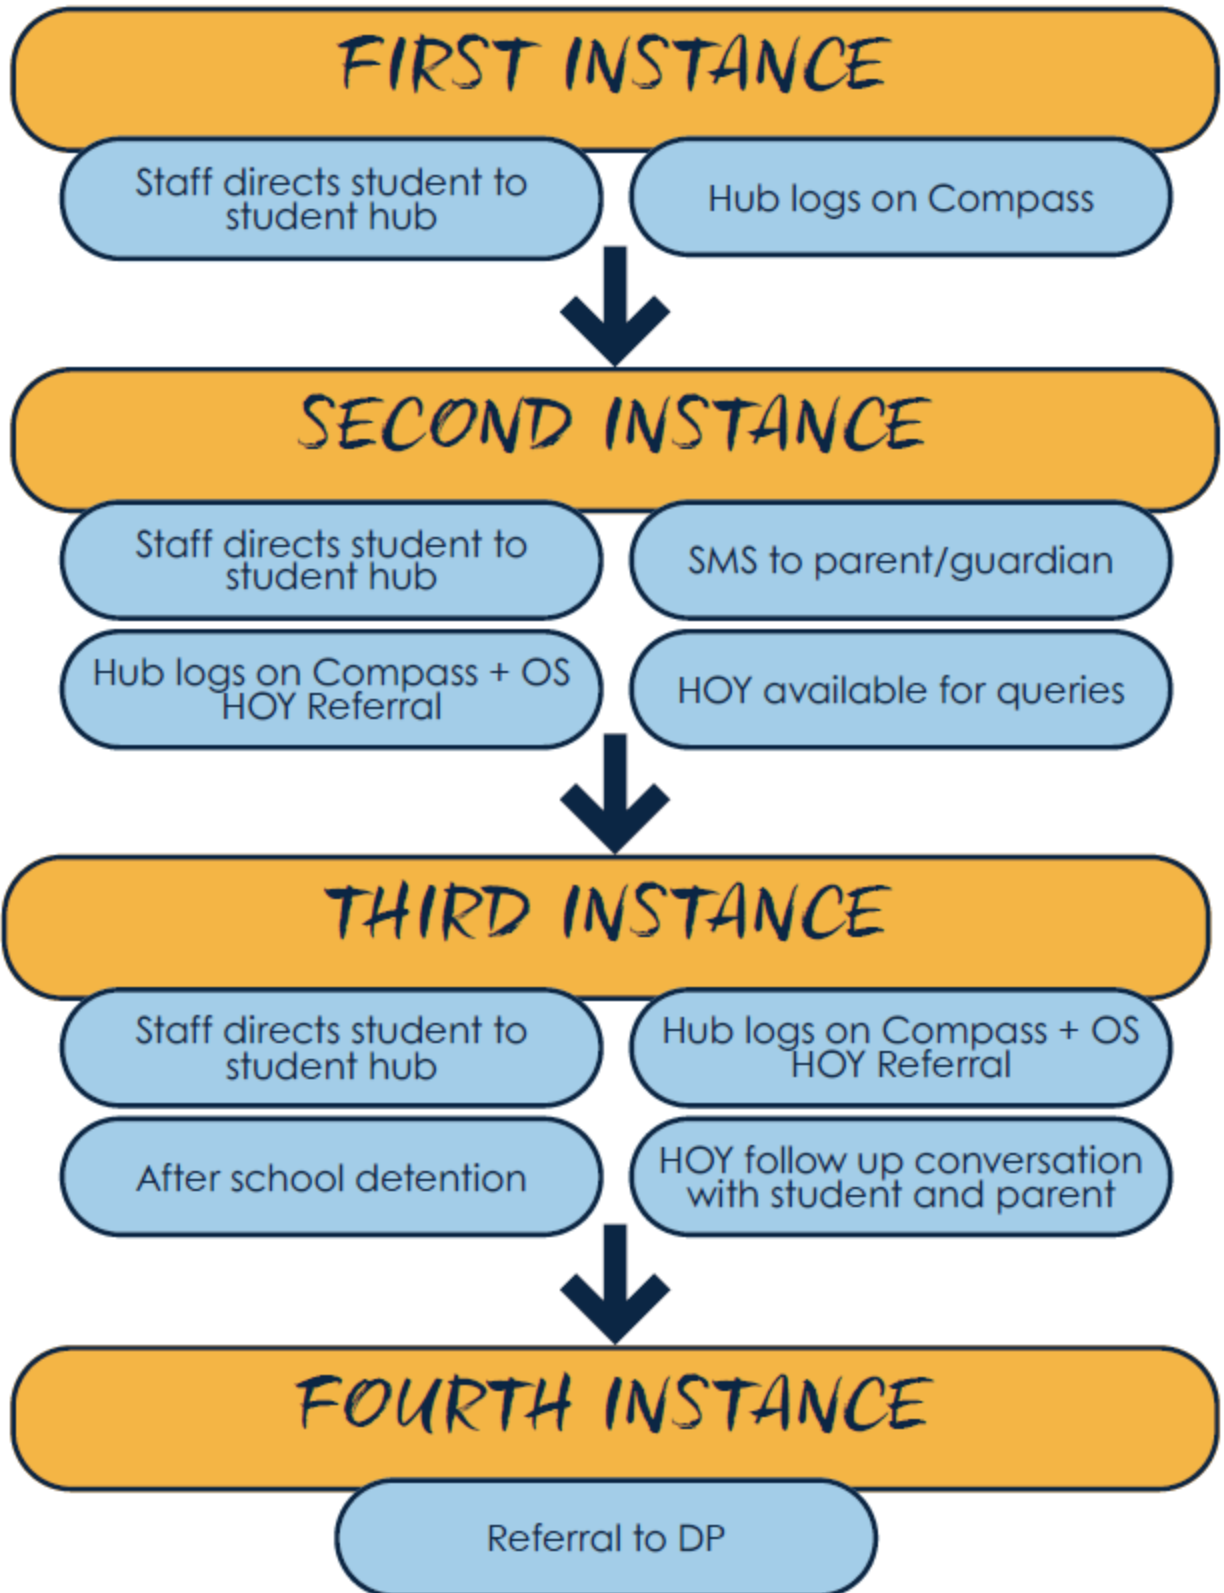 FIRST INSTANCE
Staff directs student to
student hub
Hub logs on Compass
SECOND INSTANCE
Staff directs student to
student hub
SMS to parent/guardian
Hub logs on Compass + OS
HOY Referral
HOY available for queries
THIRD INSTANCE
Staff directs student to
student hub
Hub logs on Compass + OS
HOY Referral
After school detention
HOY follow up conversation
with student and parent
FOURTH INSTANCE
Referral to DP